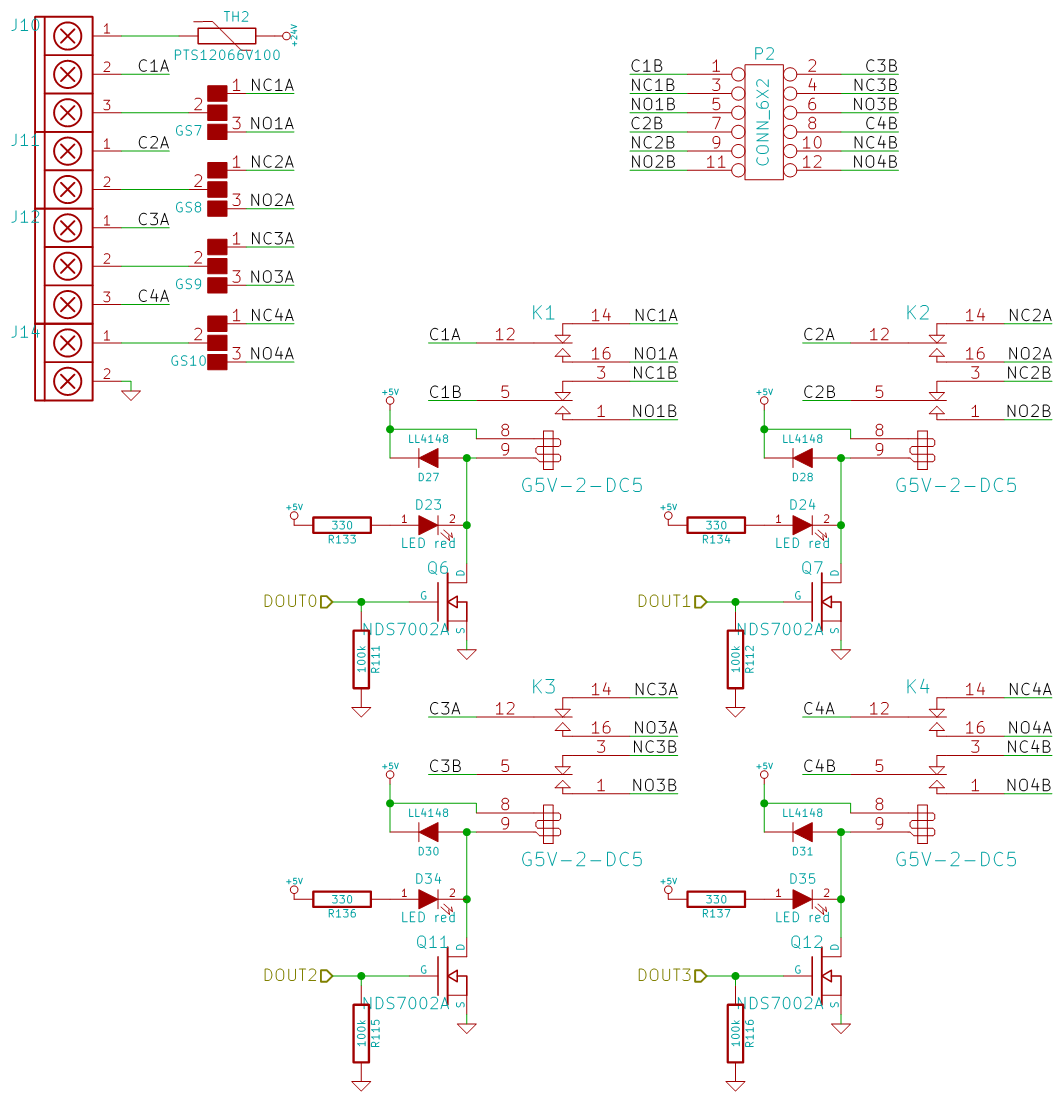 J10
1
TH2
PTS12066V100
+24V
2 C1A
3
2
1 NC1A
3 NO1A
GS7
J11
1 C2A
2
2
1 NC2A
3 NO2A
GS8
J12
1 C3A
2
2
1 NC3A
3 NO3A
GS9
3 C4A
J14
1
2
1 NC4A
3 NO4A
GS10
2
P2
CONN_6X2
C1B 1 2 C3B
NC1B 3 4 NC3B
NO1B 5 6 NO3B
C2B 7 8 C4B
NC2B 9 10 NC4B
NO2B 11 12 NO4B
K1
C1A 12
14 NC1A
16 NO1A
3 NC1B
C1B 5
1 NO1B
+5V
8
9
LL4148
D27
G5V-2-DC5
+5V
330
R133
D23
1 2
LED red
Q6
D
G
S
NDS7002A
DOUT0
100k
R111
K2
C2A 12
14 NC2A
16 NO2A
3 NC2B
C2B 5
1 NO2B
+5V
8
9
LL4148
D28
G5V-2-DC5
+5V
330
R134
D24
1 2
LED red
Q7
D
G
S
NDS7002A
DOUT1
100k
R112
K3
C3A 12
14 NC3A
16 NO3A
3 NC3B
C3B 5
1 NO3B
+5V
8
9
LL4148
D30
G5V-2-DC5
+5V
330
R136
D34
1 2
LED red
Q11
D
G
S
NDS7002A
DOUT2
100k
R115
K4
C4A 12
14 NC4A
16 NO4A
3 NC4B
C4B 5
1 NO4B
+5V
8
9
LL4148
D31
G5V-2-DC5
+5V
330
R137
D35
1 2
LED red
Q12
D
G
S
NDS7002A
DOUT3
100k
R116